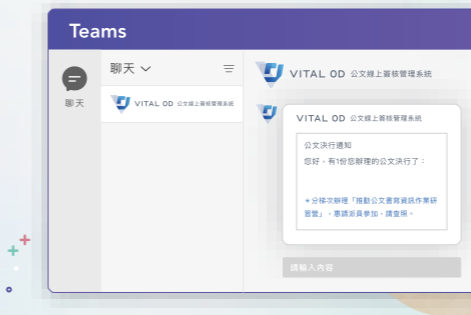 Teams
聊天
聊天
VITAL OD 公文線上簽核管理系統
VITAL OD 公文線上簽核管理系統
VITAL OD 公文線上簽核管理系統
公文決行通知
您好，有1份您辦理的公文決行了：
＊分梯次辦理「推動公文書寫資訊作業研
習營」，惠請派員參加，請查照。
請輸入內容